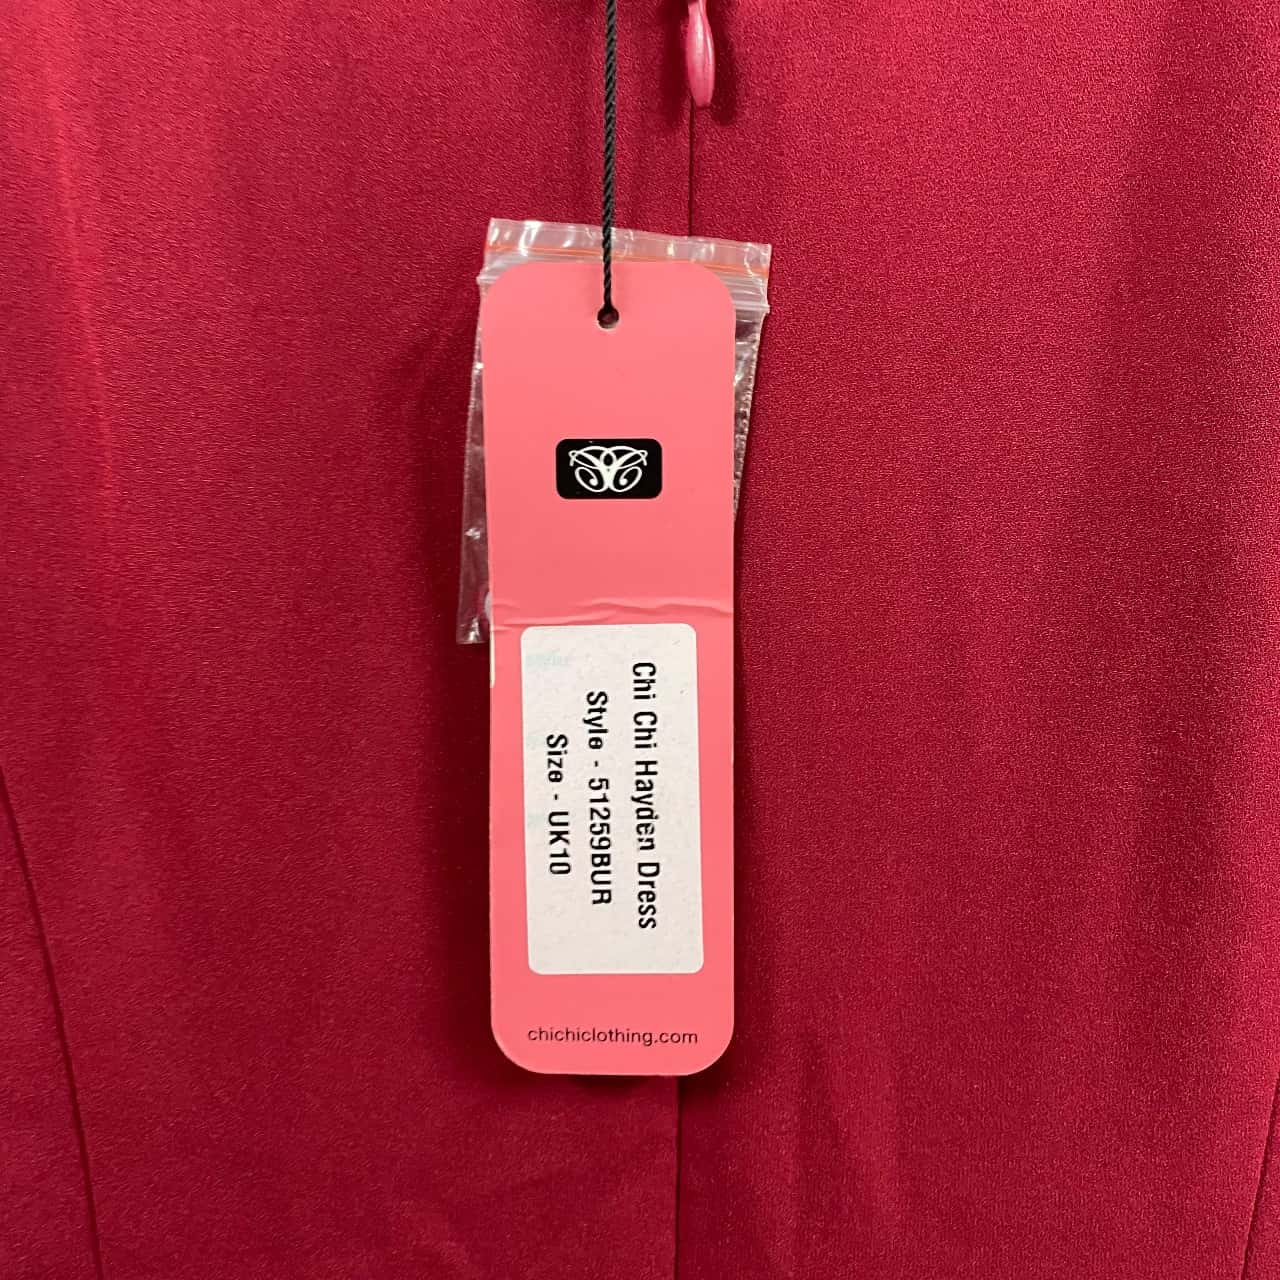 Chi Chi Hayden Dress
Style - 51259BUR
Size - UK10
chichiclothing.com